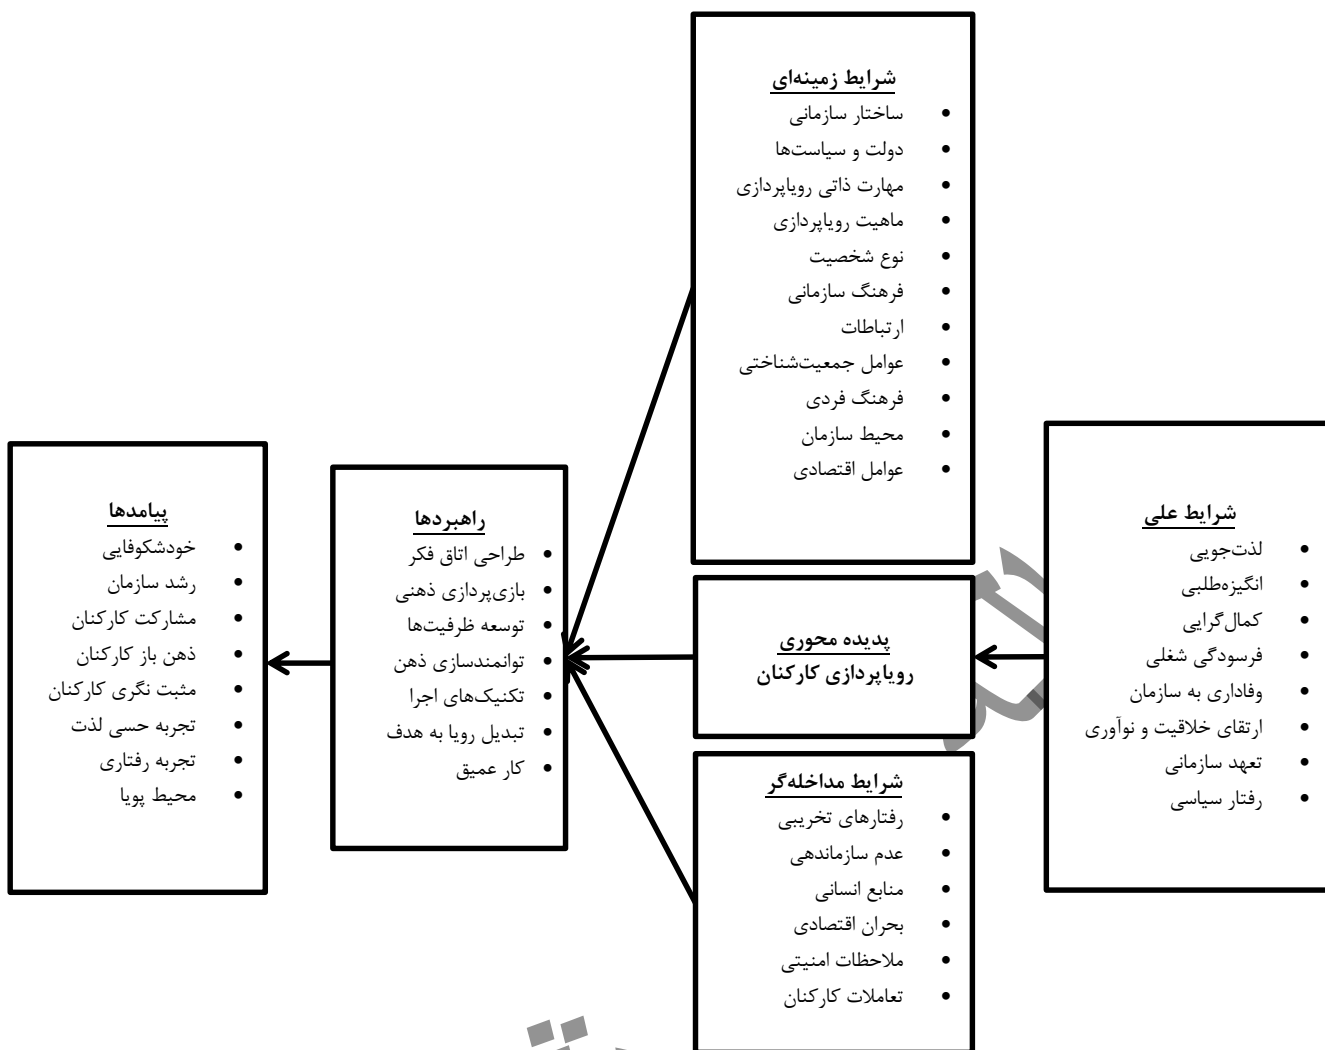 شرایط زمینه‌ای
ساختار سازمانی
دولت و سیاست‌ها
مهارت ذاتی رویاپردازی
ماهیت رویاپردازی
نوع شخصیت
فرهنگ سازمانی
ارتباطات
عوامل جمعیت‌شناختی
فرهنگ فردی
محیط سازمان
عوامل اقتصادی
شرایط علی
لذت‌جویی
انگیزه‌طلبی
کمال‌گرایی
فرسودگی شغلی
وفاداری به سازمان
ارتقای خلاقیت و نوآوری
تعهد سازمانی
رفتار سیاسی
پدیده محوری
رویاپردازی کارکنان
شرایط مداخله‌گر
رفتارهای تخریبی
عدم سازماندهی
منابع انسانی
بحران اقتصادی
ملاحظات امنیتی
تعاملات کارکنان
راهبردها
طراحی اتاق فکر
بازی‌پردازی ذهنی
توسعه ظرفیت‌ها
توانمندسازی ذهن
تکنیک‌های اجرا
تبدیل رویا به هدف
کار عمیق
پیامدها
خودشکوفایی
رشد سازمان
مشارکت کارکنان
ذهن باز کارکنان
مثبت نگری کارکنان
تجربه حسی لذت
تجربه رفتاری
محیط پویا